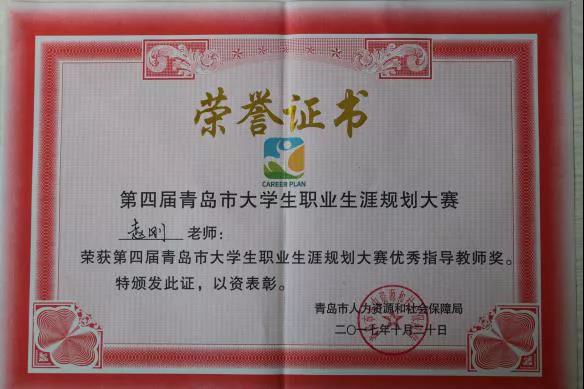 荣誉证书
CAREER PLAN
第四届青岛市大学生职业生涯规划大赛
老师：
荣获第四届青岛市大学生职业生涯规划大赛优秀指导教师奖。
特颁发此证，以资表彰。
青岛市人力资源和社会保障局
二〇一七年十月二十日